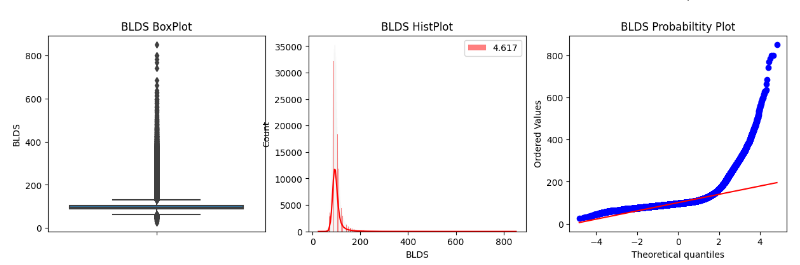 BLDS BoxPlot
BLDS
800
600
400
200
0
BLDS HistPlot
Count
35000
30000
25000
20000
15000
10000
5000
0
4.617
0 200 400 600 800
BLDS
BLDS Probabiltity Plot
Ordered Values
800
600
400
200
0
−4 −2 0 2 4
Theoretical quantiles